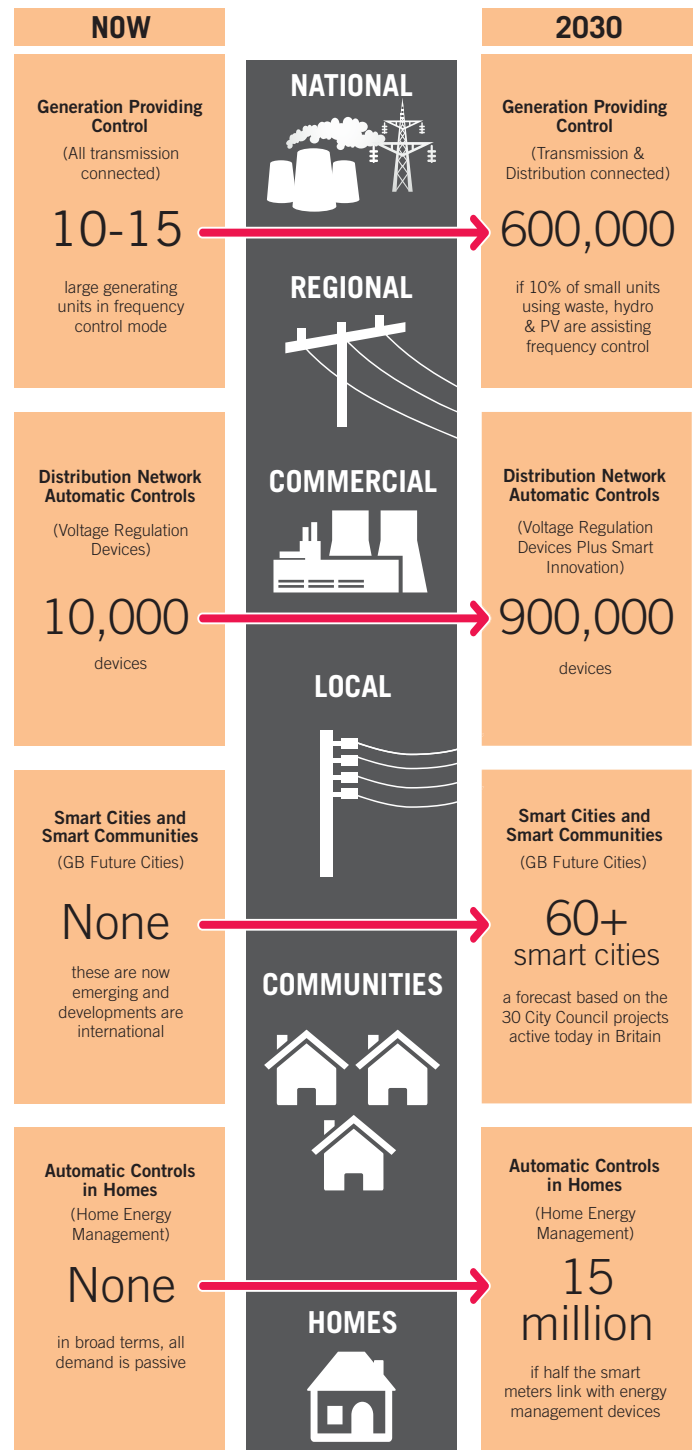 NOW
2030
Generation Providing
Control
(All transmission
connected)
10-15
large generating
units in frequency
control mode
NATIONAL
REGIONAL
Generation Providing
Control
(Transmission &
Distribution connected)
600,000
if 10% of small units
using waste, hydro
& PV are assisting
frequency control
Distribution Network
Automatic Controls
(Voltage Regulation
Devices)
10,000
devices
COMMERCIAL
LOCAL
Distribution Network
Automatic Controls
(Voltage Regulation
Devices Plus Smart
Innovation)
900,000
devices
Smart Cities and
Smart Communities
(GB Future Cities)
None
these are now
emerging and
developments are
international
COMMUNITIES
Smart Cities and
Smart Communities
(GB Future Cities)
60+
smart cities
a forecast based on the
30 City Council projects
active today in Britain
Automatic Controls
in Homes
(Home Energy
Management)
None
in broad terms, all
demand is passive
HOMES
Automatic Controls
in Homes
(Home Energy
Management)
15
million
if half the smart
meters link with energy
management devices